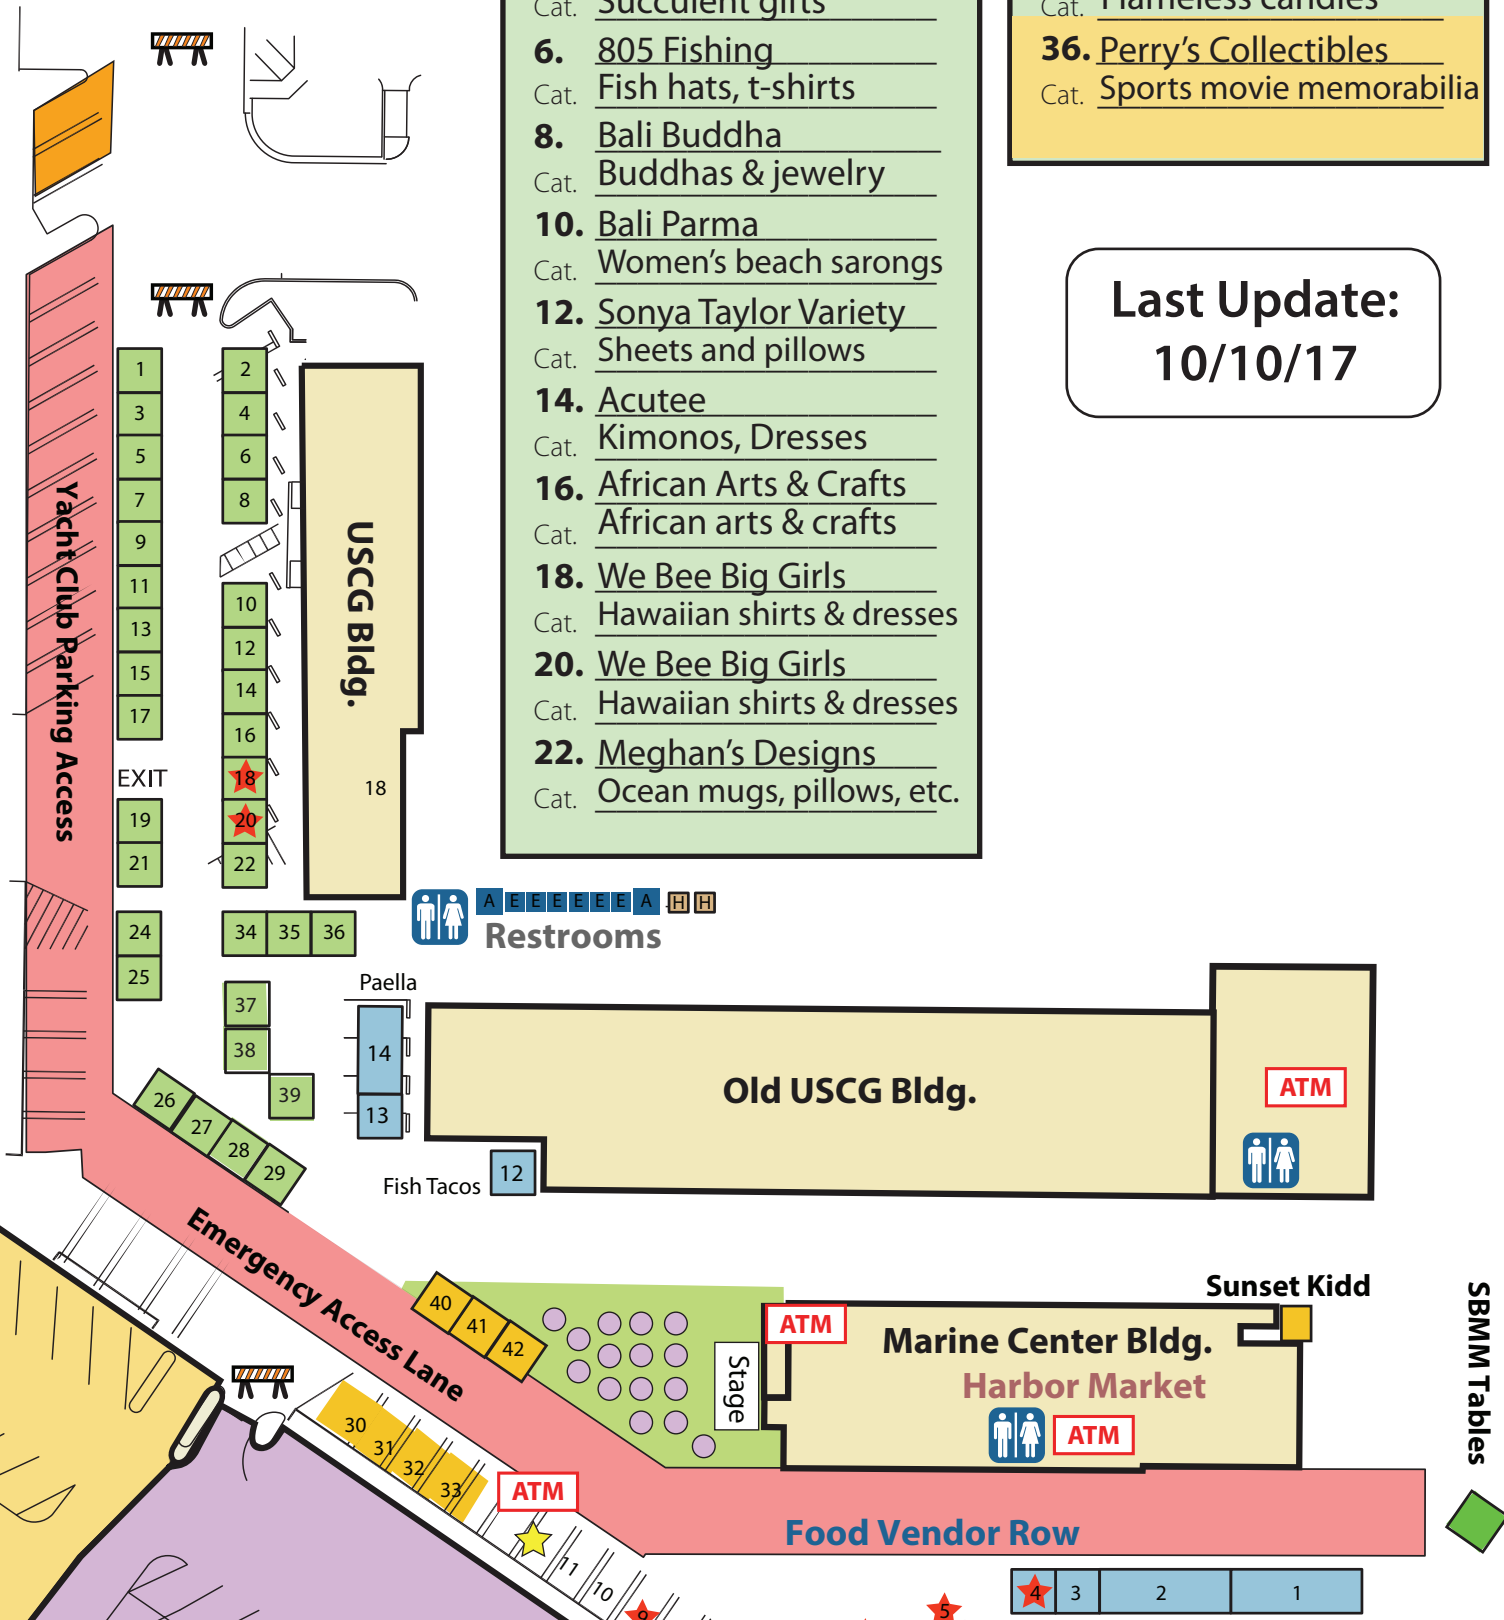 Cat. Succulent gifts
6. 805 Fishing
Cat. Fish hats, t-shirts
8. Bali Buddha
Cat. Buddhas & jewelry
10. Bali Parma
Cat. Women's beach sarongs
12. Sonya Taylor Variety
Cat. Sheets and pillows
14. Acutee
Cat. Kimonos, Dresses
16. African Arts & Crafts
Cat. African arts & crafts
18. We Bee Big Girls
Cat. Hawaiian shirts & dresses
20. We Bee Big Girls
Cat. Hawaiian shirts & dresses
22. Meghan's Designs
Cat. Ocean mugs, pillows, etc.
Cat. Flameless candles
36. Perry's Collectibles
Cat. Sports movie memorabilia
Last Update:
10/10/17
Yacht Club Parking Access
1
3
5
7
9
11
13
15
17
EXIT
19
21
24
25
2
4
6
8
10
12
14
16
18
20
22
USCG Bldg.
18
34 35 36
A E E E E E E A H H
Restrooms
37
38
39
Paella
14
13
Fish Tacos 12
Old USCG Bldg.
ATM
26
27
28
29
Emergency Access Lane
40
41
42
Stage
ATM
Marine Center Bldg.
Harbor Market
ATM
Sunset Kidd
SBMM Tables
30
31
32
33
ATM
11
10
9
Food Vendor Row
5
4 3 2 1